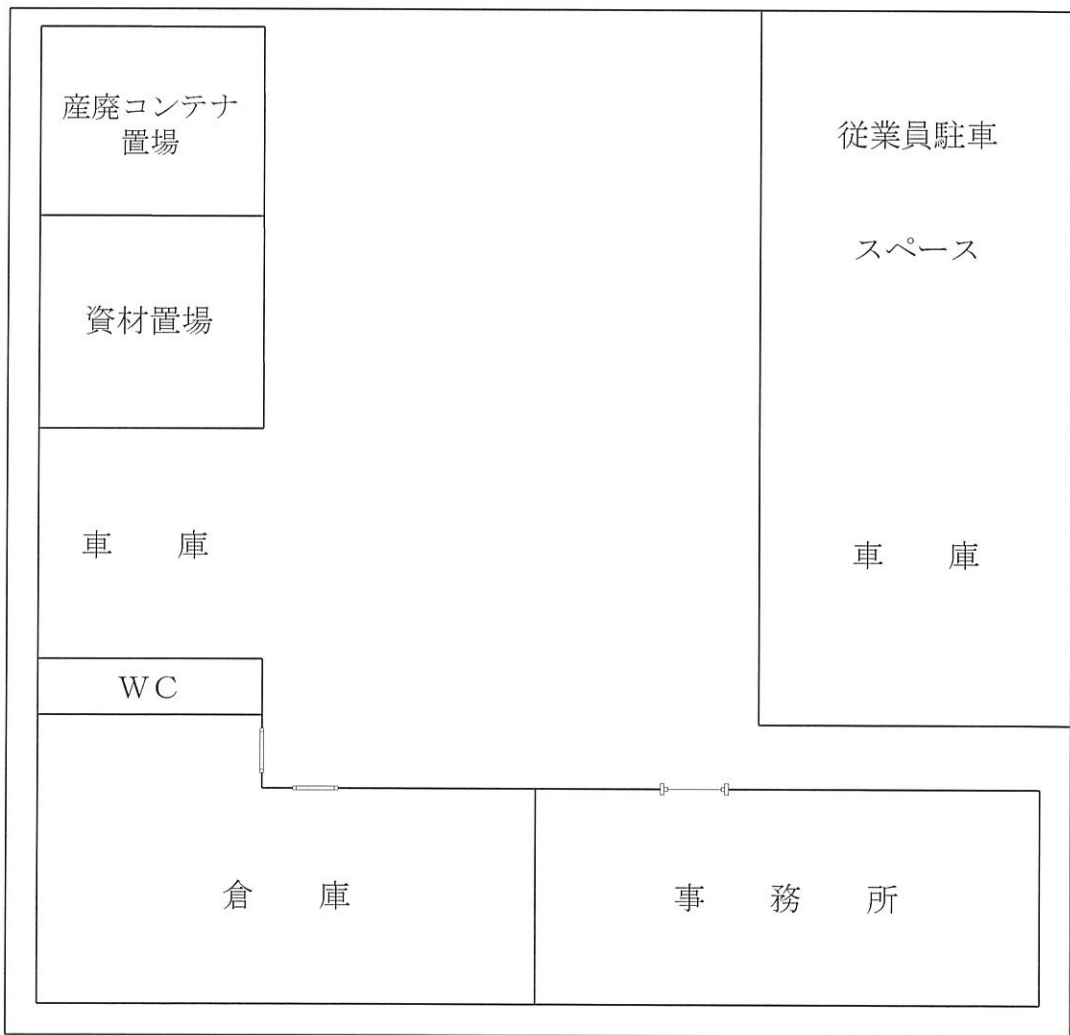 産廃コンテナ
置場
従業員駐車
スペース
資材置場
車　庫
車　庫
ＷＣ
倉　庫
事　務　所